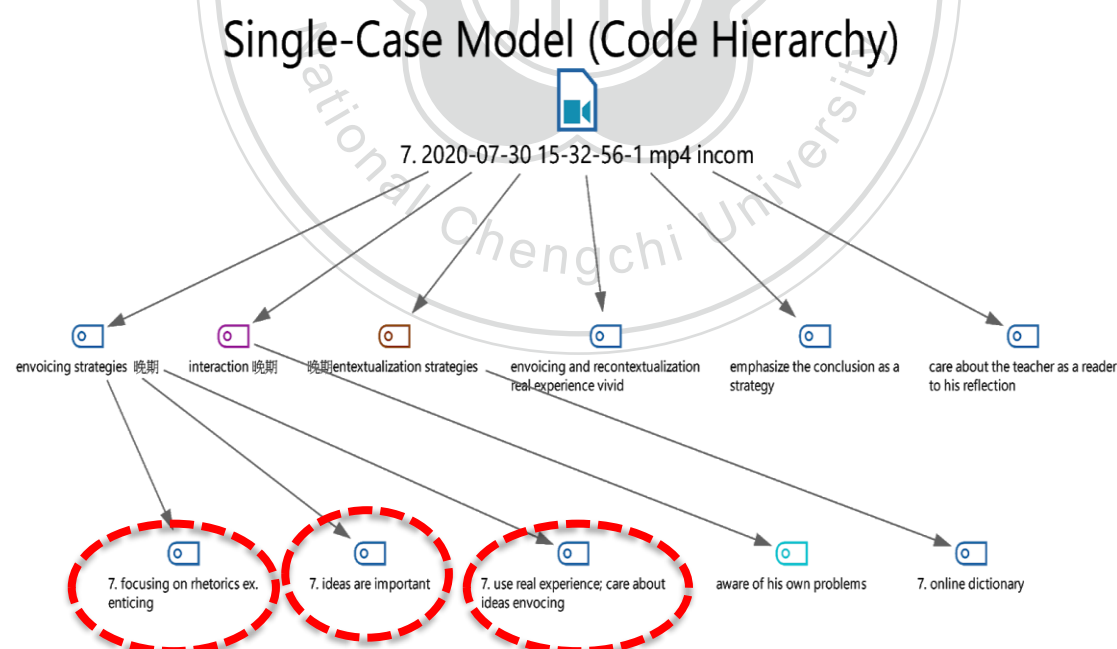 Single-Case Model (Code Hierarchy)
7. 2020-07-30 15-32-56-1 mp4 incom
National Chengchi University
envoicing strategies 晚期
interaction 晚期
晚期entextualization strategies
envoicing and recontextualization
real experience vivid
emphasize the conclusion as a
strategy
care about the teacher as a reader
to his reflection
7. focusing on rhetorics ex.
enticing
7. ideas are important
7. use real experience; care about
ideas envocing
aware of his own problems
7. online dictionary